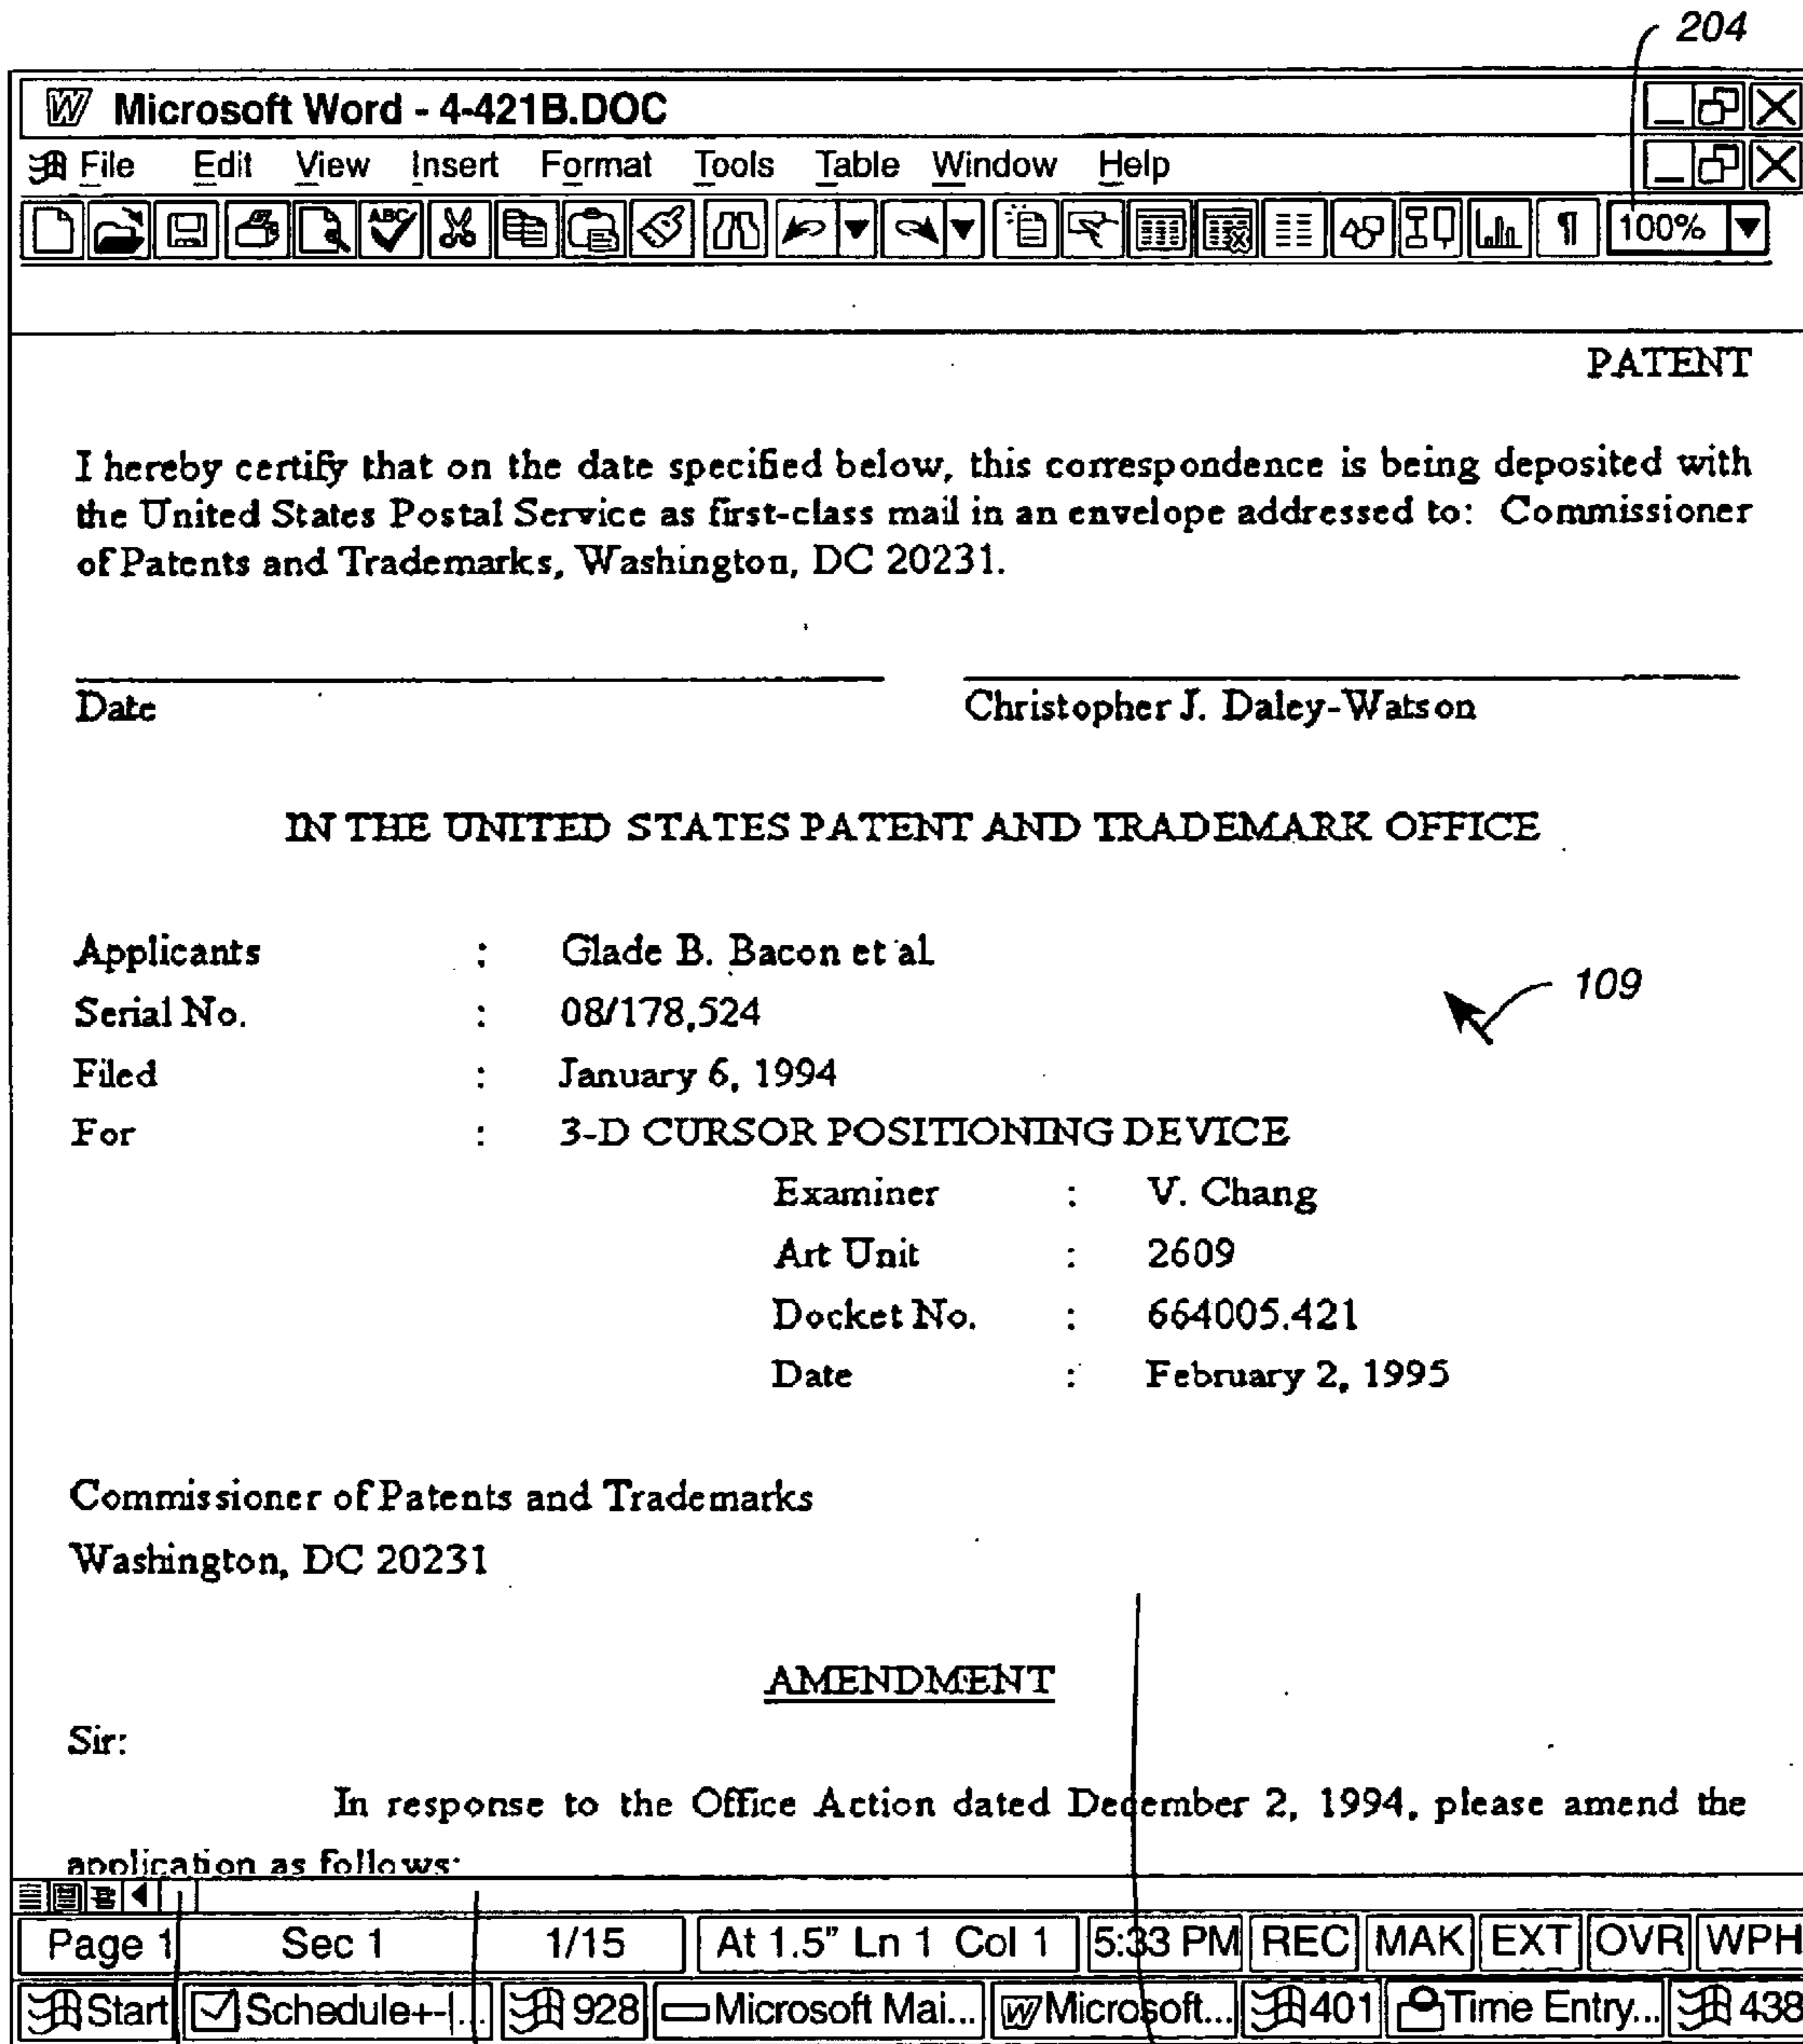 204
Microsoft Word - 4-421B.DOC
File Edit View Insert Format Tools Table Window Help
ABC ¶ 100%
PATENT
I hereby certify that on the date specified below, this correspondence is being deposited with
the United States Postal Service as first-class mail in an envelope addressed to: Commissioner
of Patents and Trademarks, Washington, DC 20231.
Date Christopher J. Daley-Watson
IN THE UNITED STATES PATENT AND TRADEMARK OFFICE
Applicants : Glade B. Bacon et al.
109
Serial No. : 08/178,524
Filed : January 6, 1994
For : 3-D CURSOR POSITIONING DEVICE
Examiner : V. Chang
Art Unit : 2609
Docket No. : 664005.421
Date : February 2, 1995
Commissioner of Patents and Trademarks
Washington, DC 20231
AMENDMENT
Sir:
In response to the Office Action dated December 2, 1994, please amend the
application as follows:
Page 1 Sec 1 1/15 At 1.5" Ln 1 Col 1 5:33 PM REC MAK EXT OVR WPH
Start Schedule+-[... 928 Microsoft Mai... Microsoft... 401 Time Entry... 438